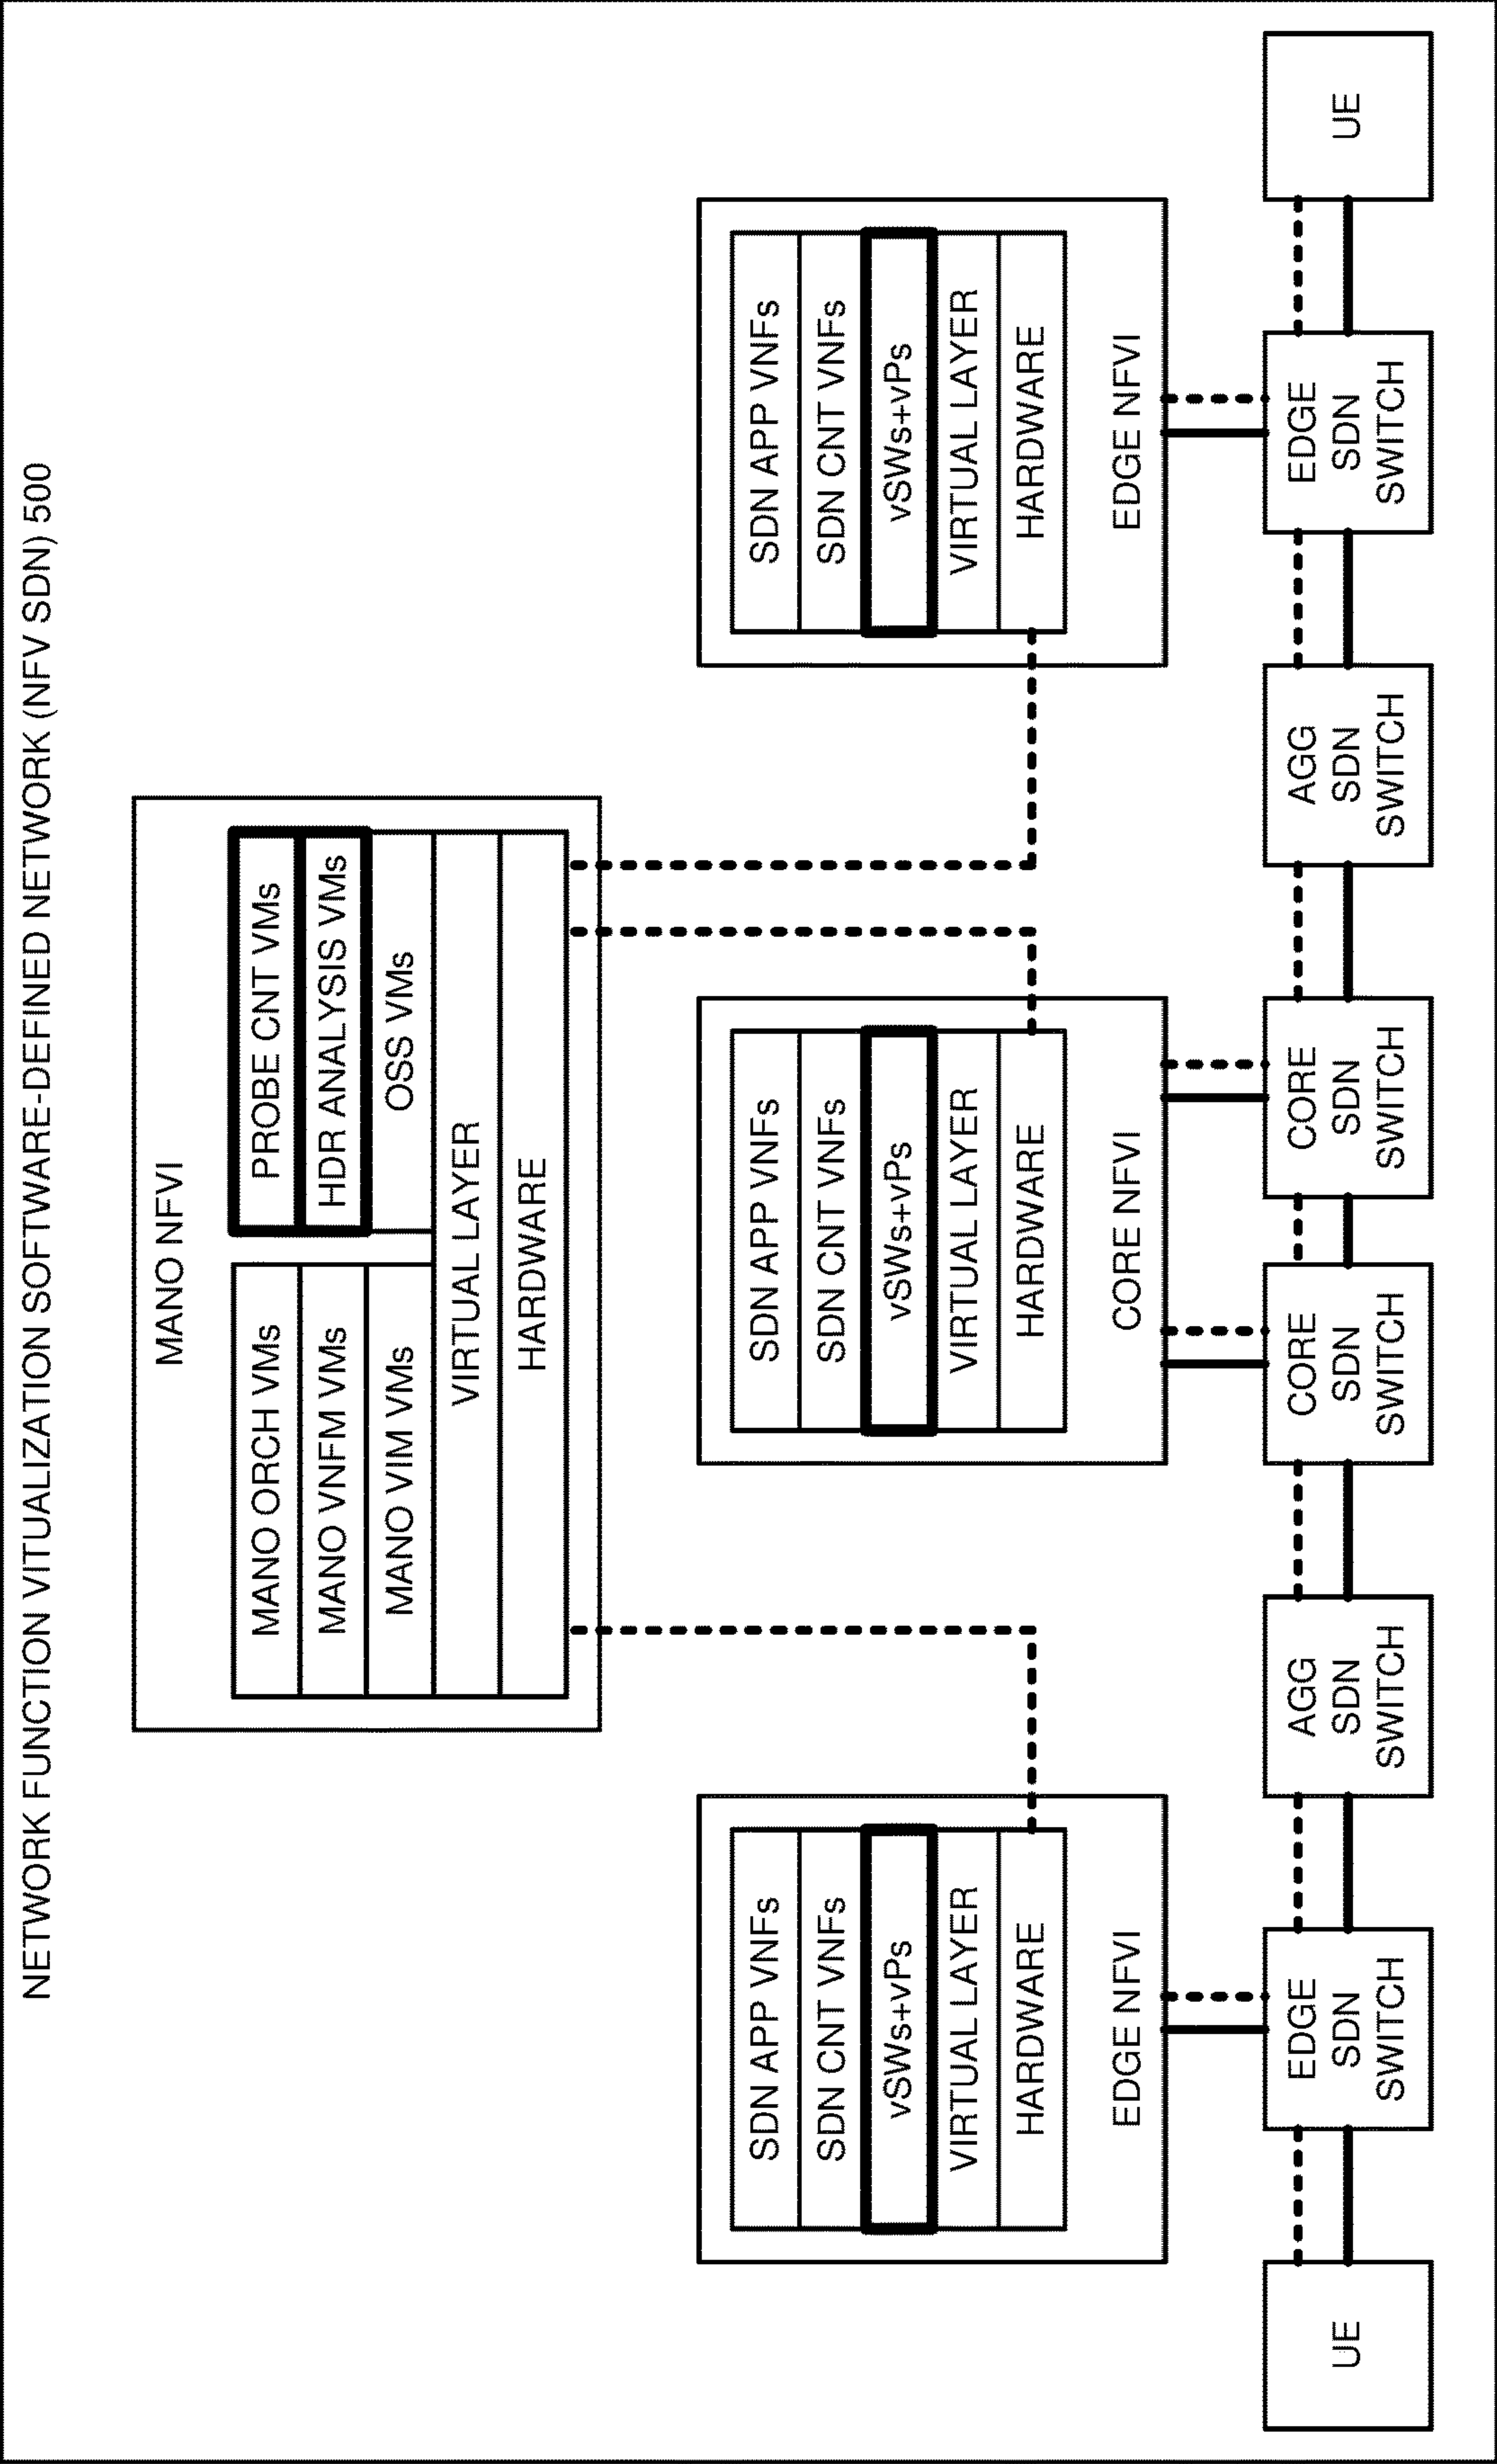 NETWORK FUNCTION VITUALIZATION SOFTWARE-DEFINED NETWORK (NFV SDN) 500
MANO NFVI
MANO ORCH VMs
MANO VNFM VMs
MANO VIM VMs
PROBE CNT VMs
HDR ANALYSIS VMs
OSS VMs
VIRTUAL LAYER
HARDWARE
SDN APP VNFs
SDN CNT VNFs
vSWs+vPs
VIRTUAL LAYER
HARDWARE
EDGE NFVI
SDN APP VNFs
SDN CNT VNFs
vSWs+vPs
VIRTUAL LAYER
HARDWARE
CORE NFVI
SDN APP VNFs
SDN CNT VNFs
vSWs+vPs
VIRTUAL LAYER
HARDWARE
EDGE NFVI
UE
EDGE
SDN
SWITCH
AGG
SDN
SWITCH
CORE
SDN
SWITCH
CORE
SDN
SWITCH
AGG
SDN
SWITCH
EDGE
SDN
SWITCH
UE